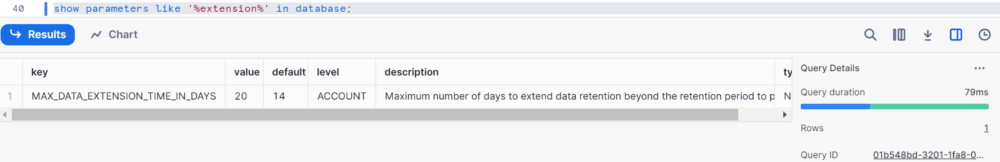 40 show parameters like '%extension%' in database;
Results Chart
key value default level description ty
1 MAX_DATA_EXTENSION_TIME_IN_DAYS 20 14 ACCOUNT Maximum number of days to extend data retention beyond the retention period to p N
Query Details ...
Query duration 79ms
Rows 1
Query ID 01b548bd-3201-1fa8-0...